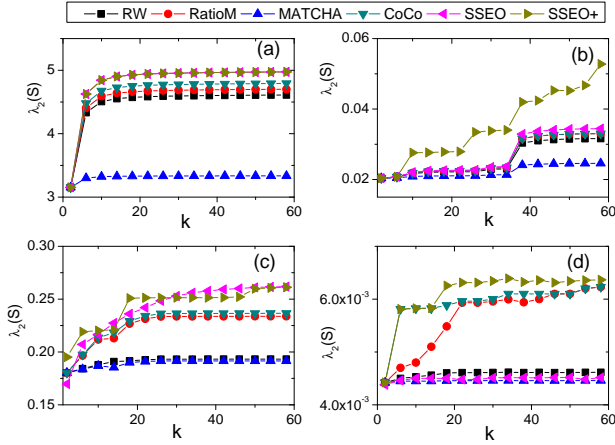 RW RatioM MATCHA CoCo SSEO SSEO+
(a)
λ₂(S)
5
4
3
0 20 40 60
k
(b)
λ₂(S)
0.06
0.04
0.02
0 20 40 60
k
(c)
λ₂(S)
0.30
0.25
0.20
0.15
0 20 40 60
k
(d)
λ₂(S)
6.0x10⁻³
4.0x10⁻³
0 20 40 60
k